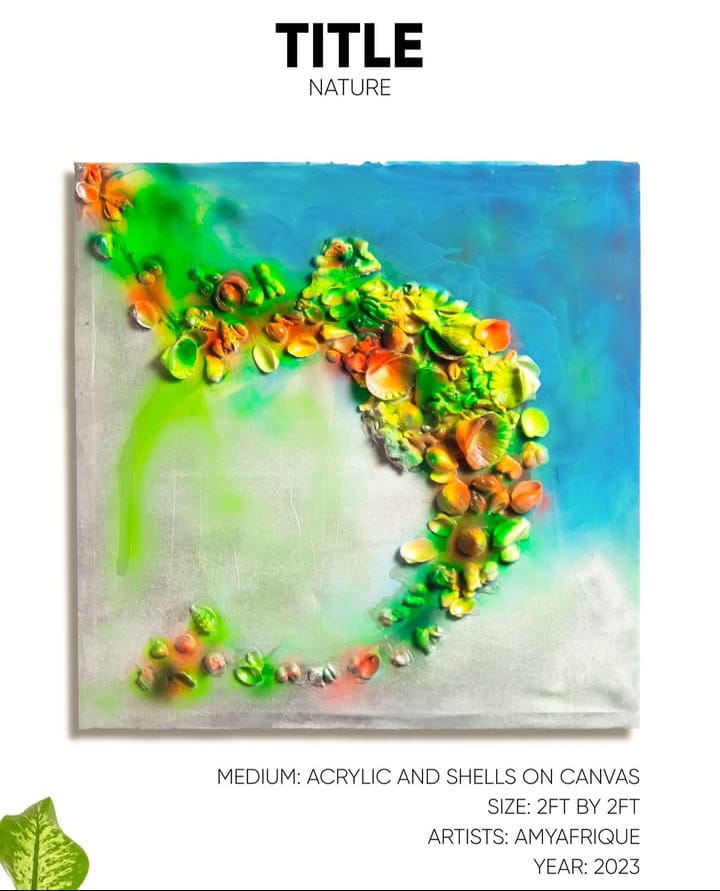 TITLE
NATURE
MEDIUM: ACRYLIC AND SHELLS ON CANVAS
SIZE: 2FT BY 2FT
ARTISTS: AMYAFRIQUE
YEAR: 2023